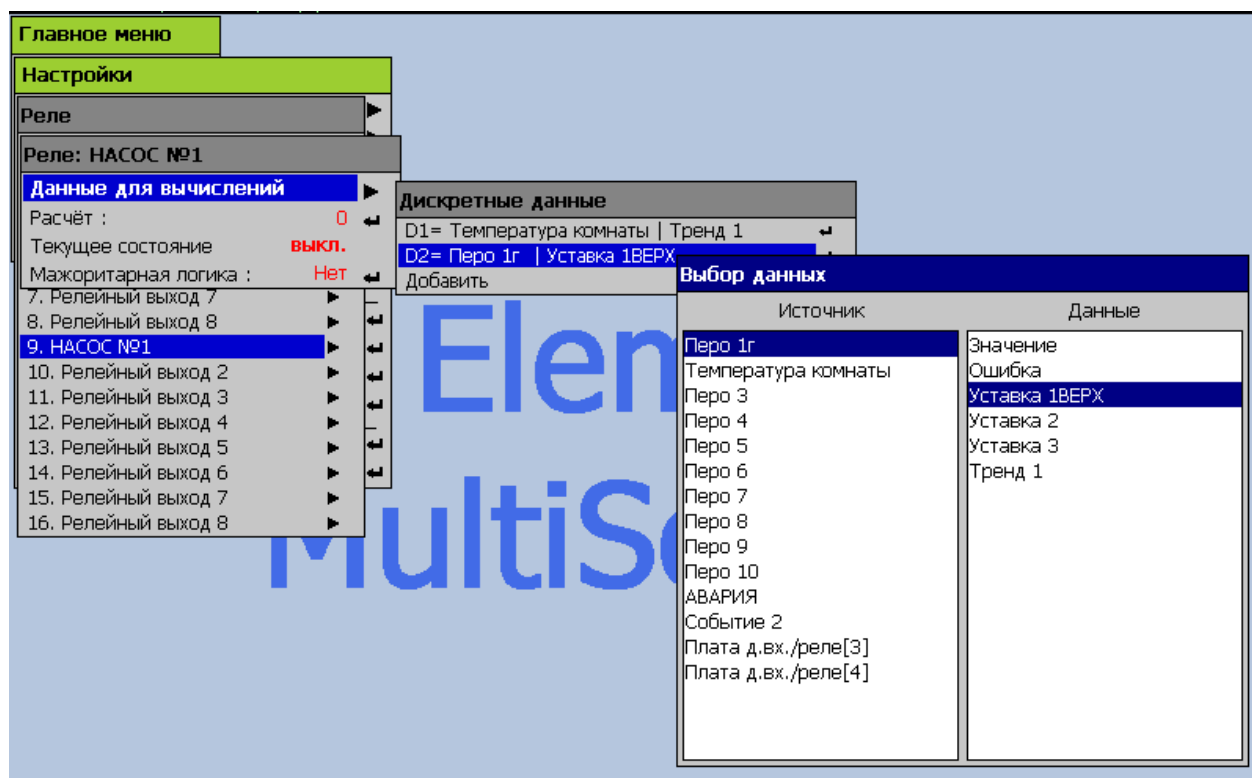 Главное меню
Настройки
Реле
Реле: НАСОС №1
Данные для вычислений
Расчёт : 0
Текущее состояние выкл.
Мажоритарная логика : Нет
7. Релейный выход 7
8. Релейный выход 8
9. НАСОС №1
10. Релейный выход 2
11. Релейный выход 3
12. Релейный выход 4
13. Релейный выход 5
14. Релейный выход 6
15. Релейный выход 7
16. Релейный выход 8
Дискретные данные
D1= Температура комнаты | Тренд 1
D2= Перо 1г | Уставка 1ВЕРХ
Добавить
Выбор данных
Источник
Перо 1г
Температура комнаты
Перо 3
Перо 4
Перо 5
Перо 6
Перо 7
Перо 8
Перо 9
Перо 10
АВАРИЯ
Событие 2
Плата д.вх./реле[3]
Плата д.вх./реле[4]
Данные
Значение
Ошибка
Уставка 1ВЕРХ
Уставка 2
Уставка 3
Тренд 1
Elem
MultiS